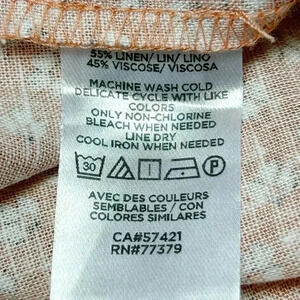 55% LINEN/ LIN/ LINO
45% VISCOSE/ VISCOSA
MACHINE WASH COLD
DELICATE CYCLE WITH LIKE
COLORS
ONLY NON-CHLORINE
BLEACH WHEN NEEDED
LINE DRY
COOL IRON WHEN NEEDED
30 P
AVEC DES COULEURS
SEMBLABLES / CON
COLORES SIMILARES
CA#57421
RN#77379